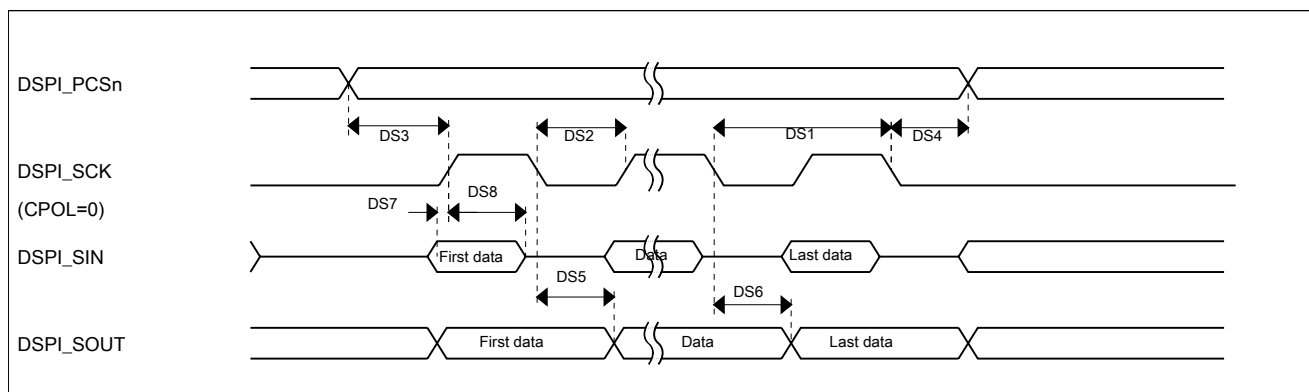 DSPI_PCSn
DS3
DS2
DS1
DS4
DSPI_SCK
(CPOL=0)
DS7
DS8
DSPI_SIN
First data
Data
Last data
DS5
DS6
DSPI_SOUT
First data
Data
Last data